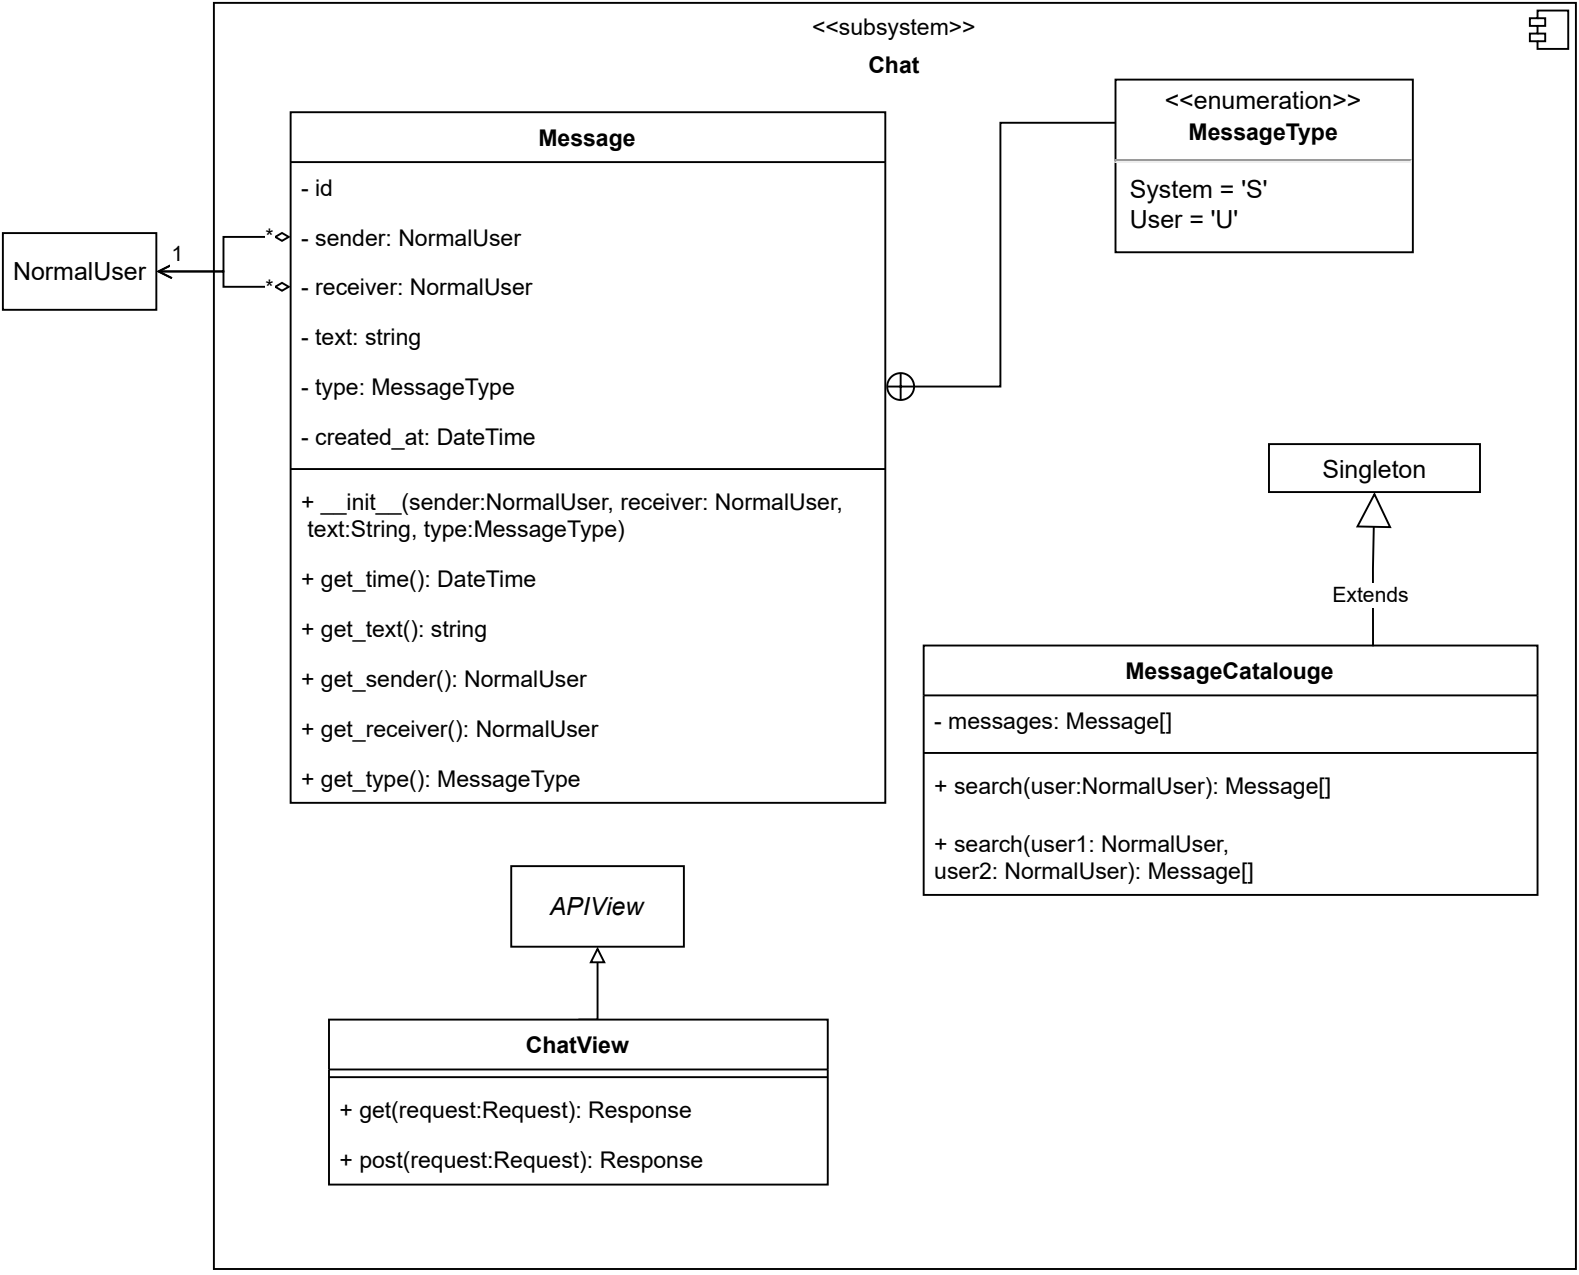 <<subsystem>>
Chat
Message
- id
- sender: NormalUser
- receiver: NormalUser
- text: string
- type: MessageType
- created_at: DateTime
+ __init__(sender:NormalUser, receiver: NormalUser,
text:String, type:MessageType)
+ get_time(): DateTime
+ get_text(): string
+ get_sender(): NormalUser
+ get_receiver(): NormalUser
+ get_type(): MessageType
NormalUser
1
*
*
<<enumeration>>
MessageType
System = 'S'
User = 'U'
Singleton
Extends
MessageCatalouge
- messages: Message[]
+ search(user:NormalUser): Message[]
+ search(user1: NormalUser,
user2: NormalUser): Message[]
APIView
ChatView
+ get(request:Request): Response
+ post(request:Request): Response